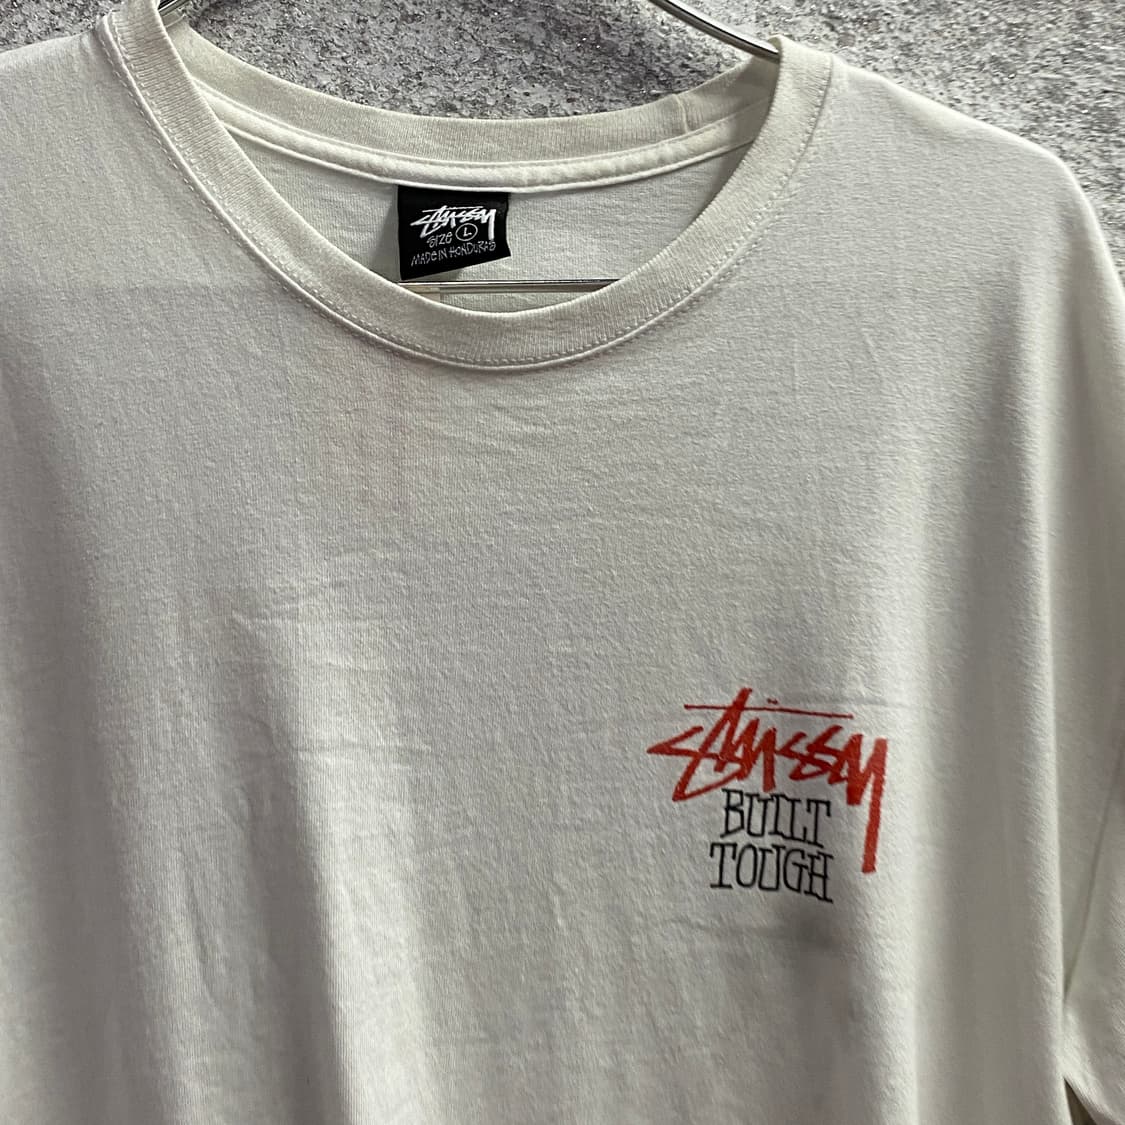 STÜSSY
SIZE L
MADE IN HONDURAS
STÜSSY
BUILT
TOUGH